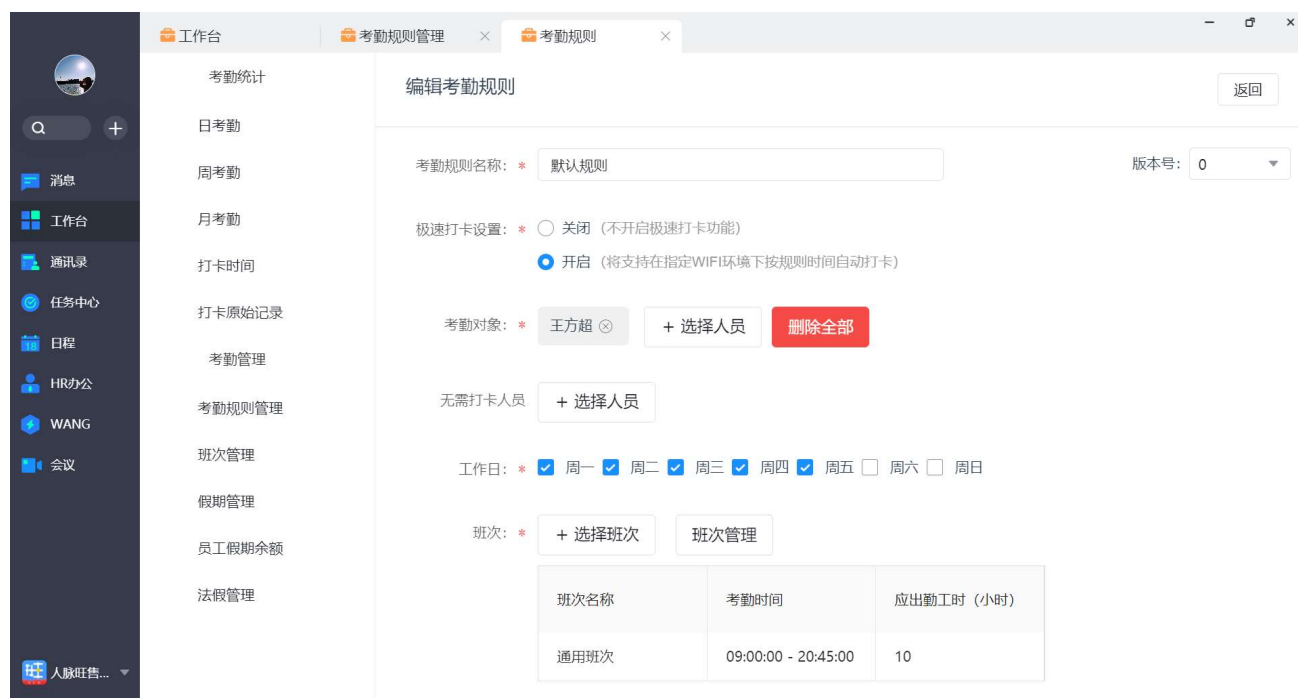 工作台
考勤规则管理
考勤规则
考勤统计
编辑考勤规则
返回
日考勤
周考勤
月考勤
打卡时间
打卡原始记录
考勤管理
考勤规则管理
班次管理
假期管理
员工假期余额
法假管理
消息
工作台
通讯录
任务中心
18
日程
HR办公
WANG
会议
旺
人脉旺售...
考勤规则名称: * 默认规则
版本号: 0
极速打卡设置: * 关闭 (不开启极速打卡功能)
开启 (将支持在指定WIFI环境下按规则时间自动打卡)
考勤对象: * 王方超 + 选择人员 删除全部
无需打卡人员 + 选择人员
工作日: * 周一 周二 周三 周四 周五 周六 周日
班次: * + 选择班次 班次管理
班次名称 考勤时间 应出勤工时 (小时)
通用班次 09:00:00 - 20:45:00 10